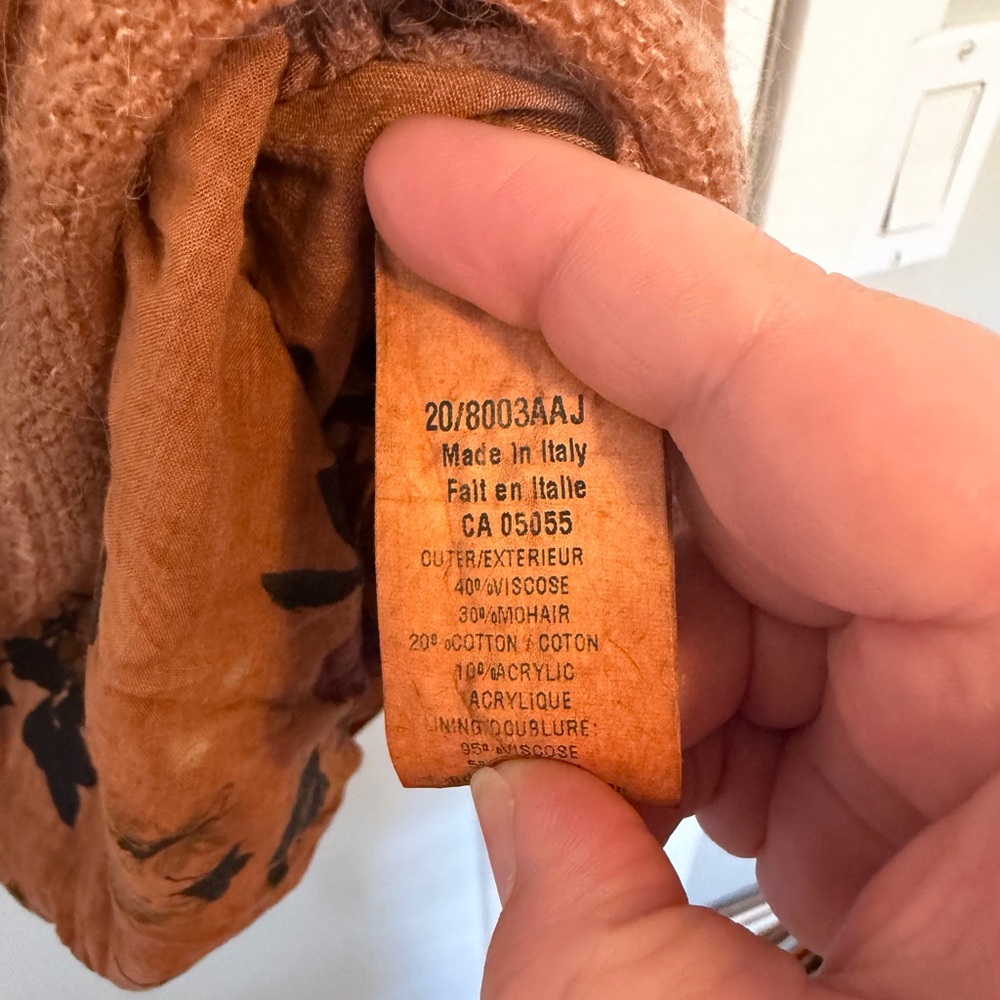 20/8003AAJ
Made in Italy
Fait en Italie
CA 05055
OUTER/EXTERIEUR
40%VISCOSE
30%MOHAIR
20%COTTON / COTON
10%ACRYLIC
ACRYLIQUE
LINING/DOUBLURE:
95%VISCOSE